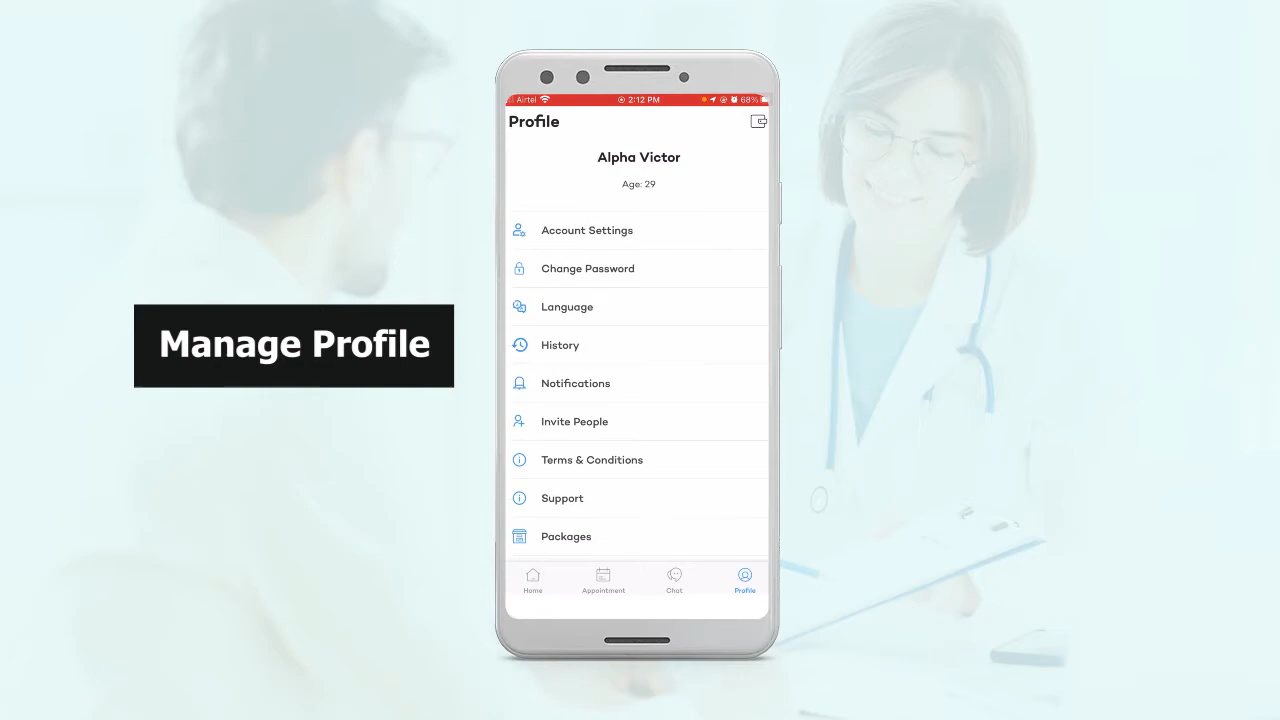 Airtel 2:12 PM 68%
Profile
Alpha Victor
Age: 29
Account Settings
Change Password
Language
History
Manage Profile
Notifications
Invite People
Terms & Conditions
Support
Packages
Home Appointment Chat Profile